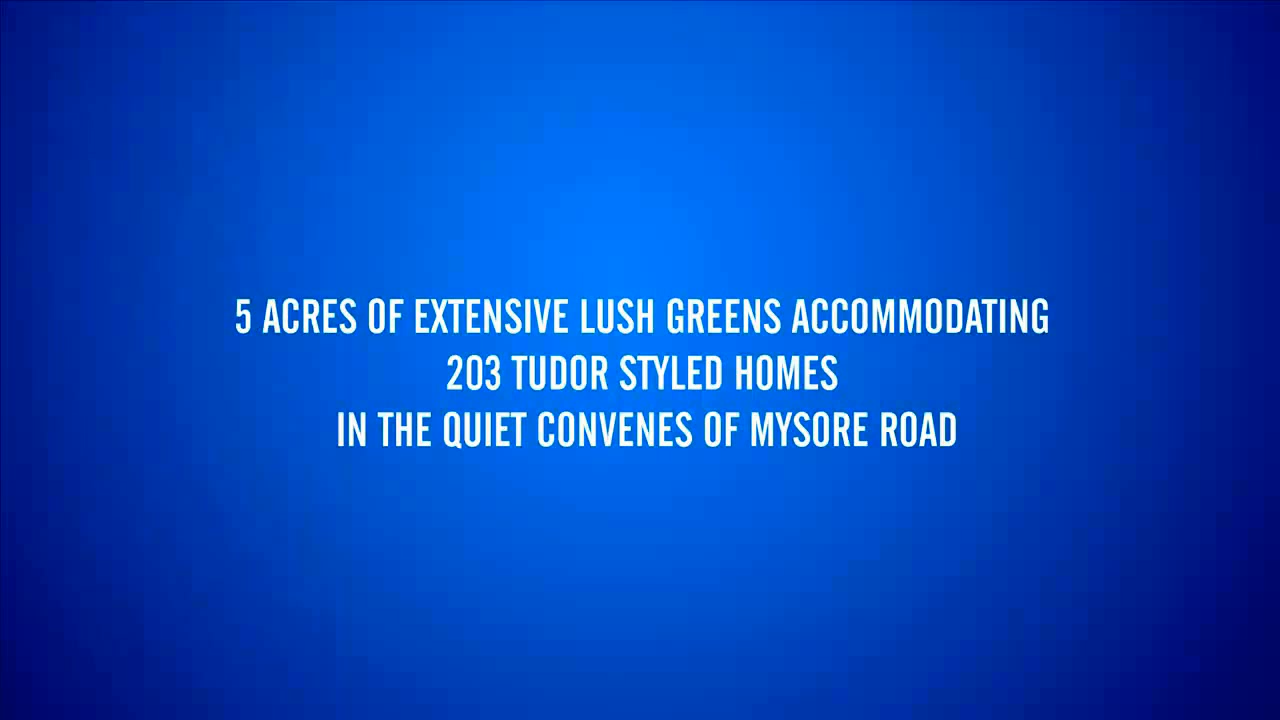 5 ACRES OF EXTENSIVE LUSH GREENS ACCOMMODATING
203 TUDOR STYLED HOMES
IN THE QUIET CONVENES OF MYSORE ROAD